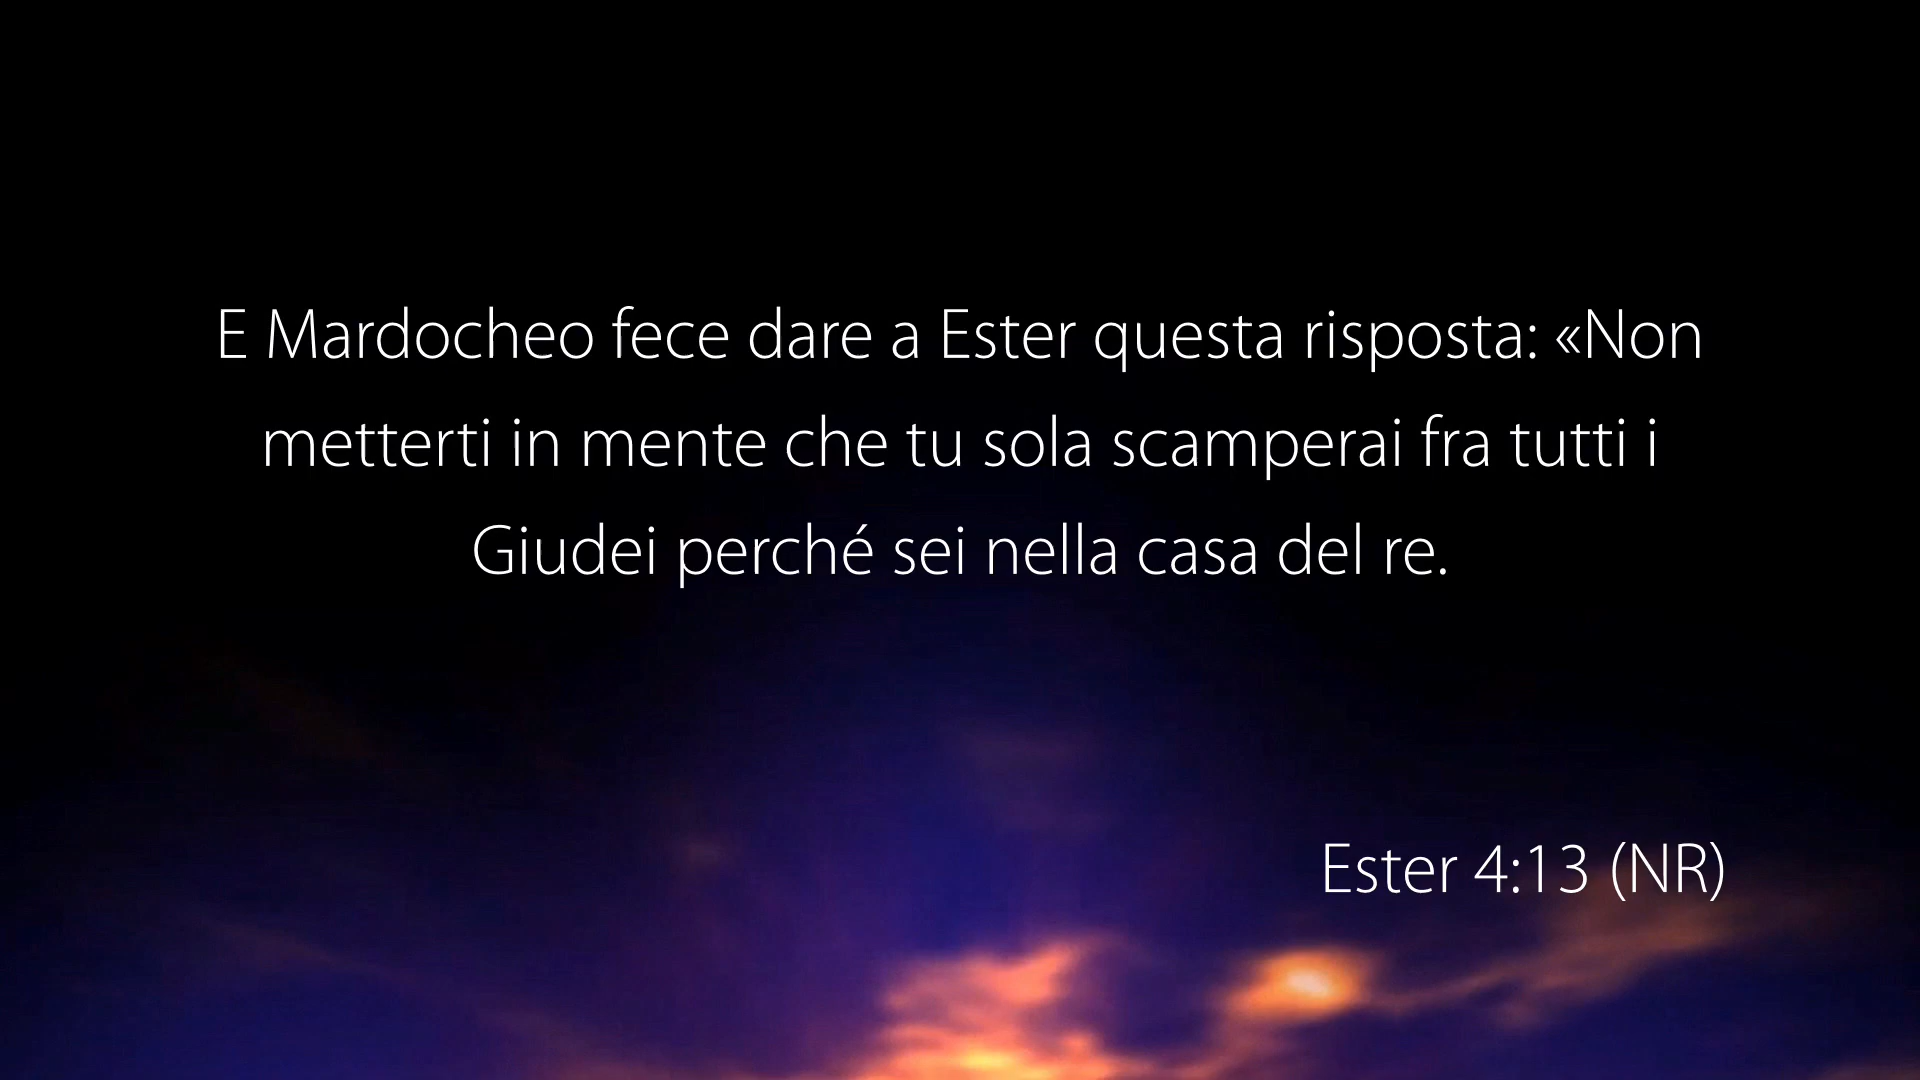 E Mardocheo fece dare a Ester questa risposta: «Non
metterti in mente che tu sola scamperai fra tutti i
Giudei perché sei nella casa del re.
Ester 4:13 (NR)